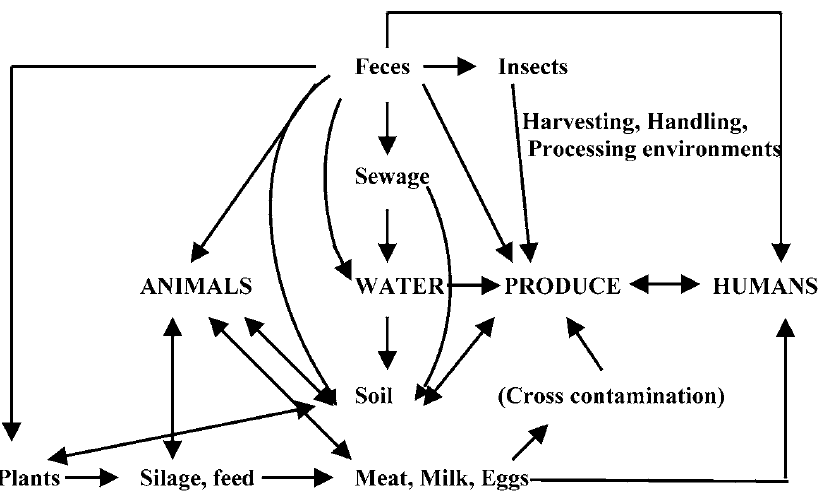 Feces Insects
Harvesting, Handling,
Processing environments
Sewage
ANIMALS WATER PRODUCE HUMANS
Soil (Cross contamination)
Plants Silage, feed Meat, Milk, Eggs